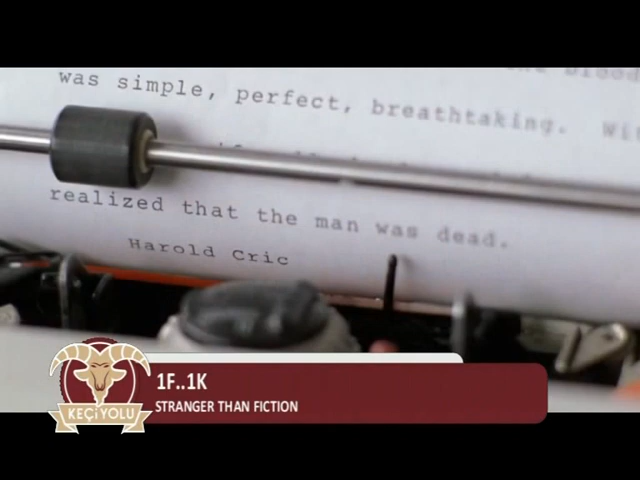 blood
was simple, perfect, breathtaking.
realized that the man was dead.
Harold Cric
1F..1K
KEÇİYOLU
STRANGER THAN FICTION